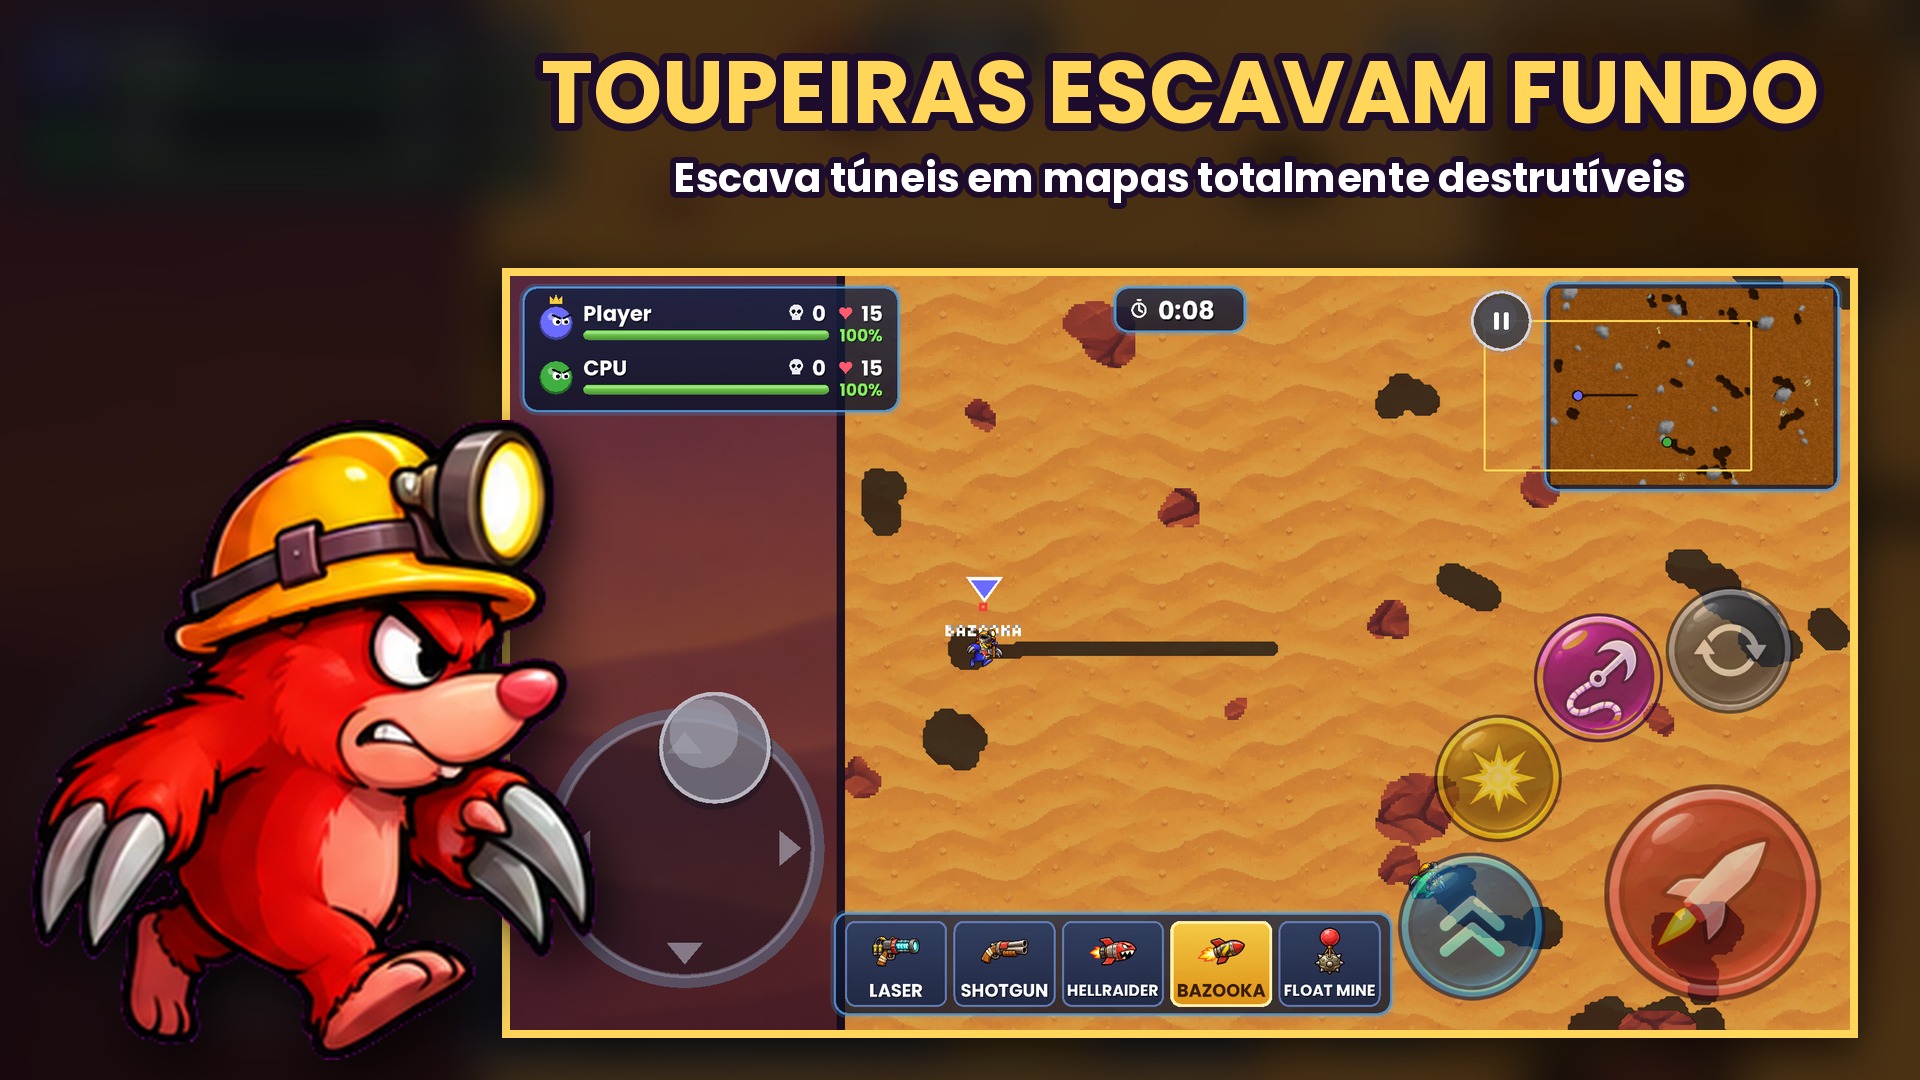 TOUPEIRAS ESCAVAM FUNDO
Escava túneis em mapas totalmente destrutíveis
Player 0 15
100%
CPU 0 15
100%
0:08
BAZOOKA
LASER SHOTGUN HELLRAIDER BAZOOKA FLOAT MINE